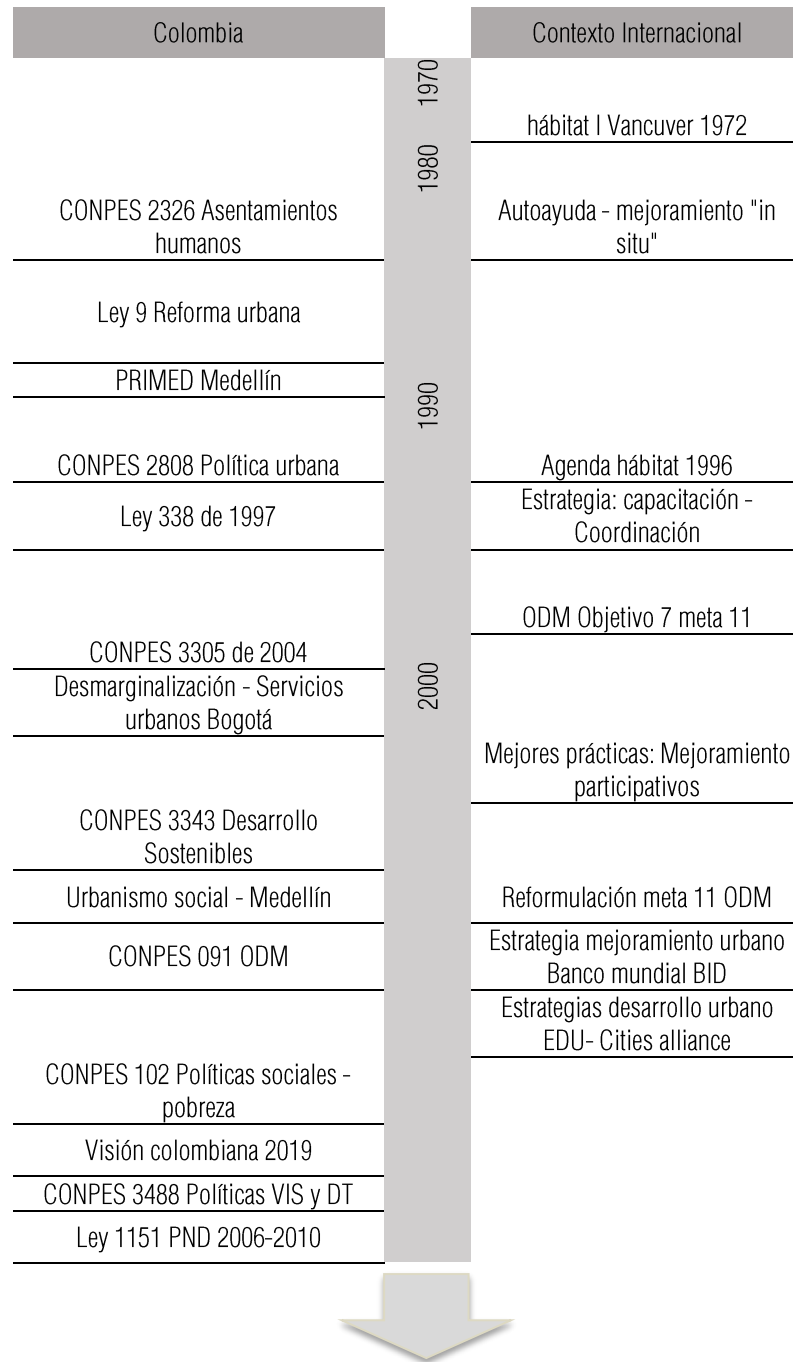 Colombia
Contexto Internacional
1970
hábitat I Vancuver 1972
1980
CONPES 2326 Asentamientos
humanos
Autoayuda - mejoramiento "in
situ"
Ley 9 Reforma urbana
PRIMED Medellín
1990
CONPES 2808 Política urbana
Agenda hábitat 1996
Ley 338 de 1997
Estrategia: capacitación -
Coordinación
ODM Objetivo 7 meta 11
CONPES 3305 de 2004
2000
Desmarginalización - Servicios
urbanos Bogotá
Mejores prácticas: Mejoramiento
participativos
CONPES 3343 Desarrollo
Sostenibles
Urbanismo social - Medellín
Reformulación meta 11 ODM
CONPES 091 ODM
Estrategia mejoramiento urbano
Banco mundial BID
Estrategias desarrollo urbano
EDU- Cities alliance
CONPES 102 Políticas sociales -
pobreza
Visión colombiana 2019
CONPES 3488 Políticas VIS y DT
Ley 1151 PND 2006-2010